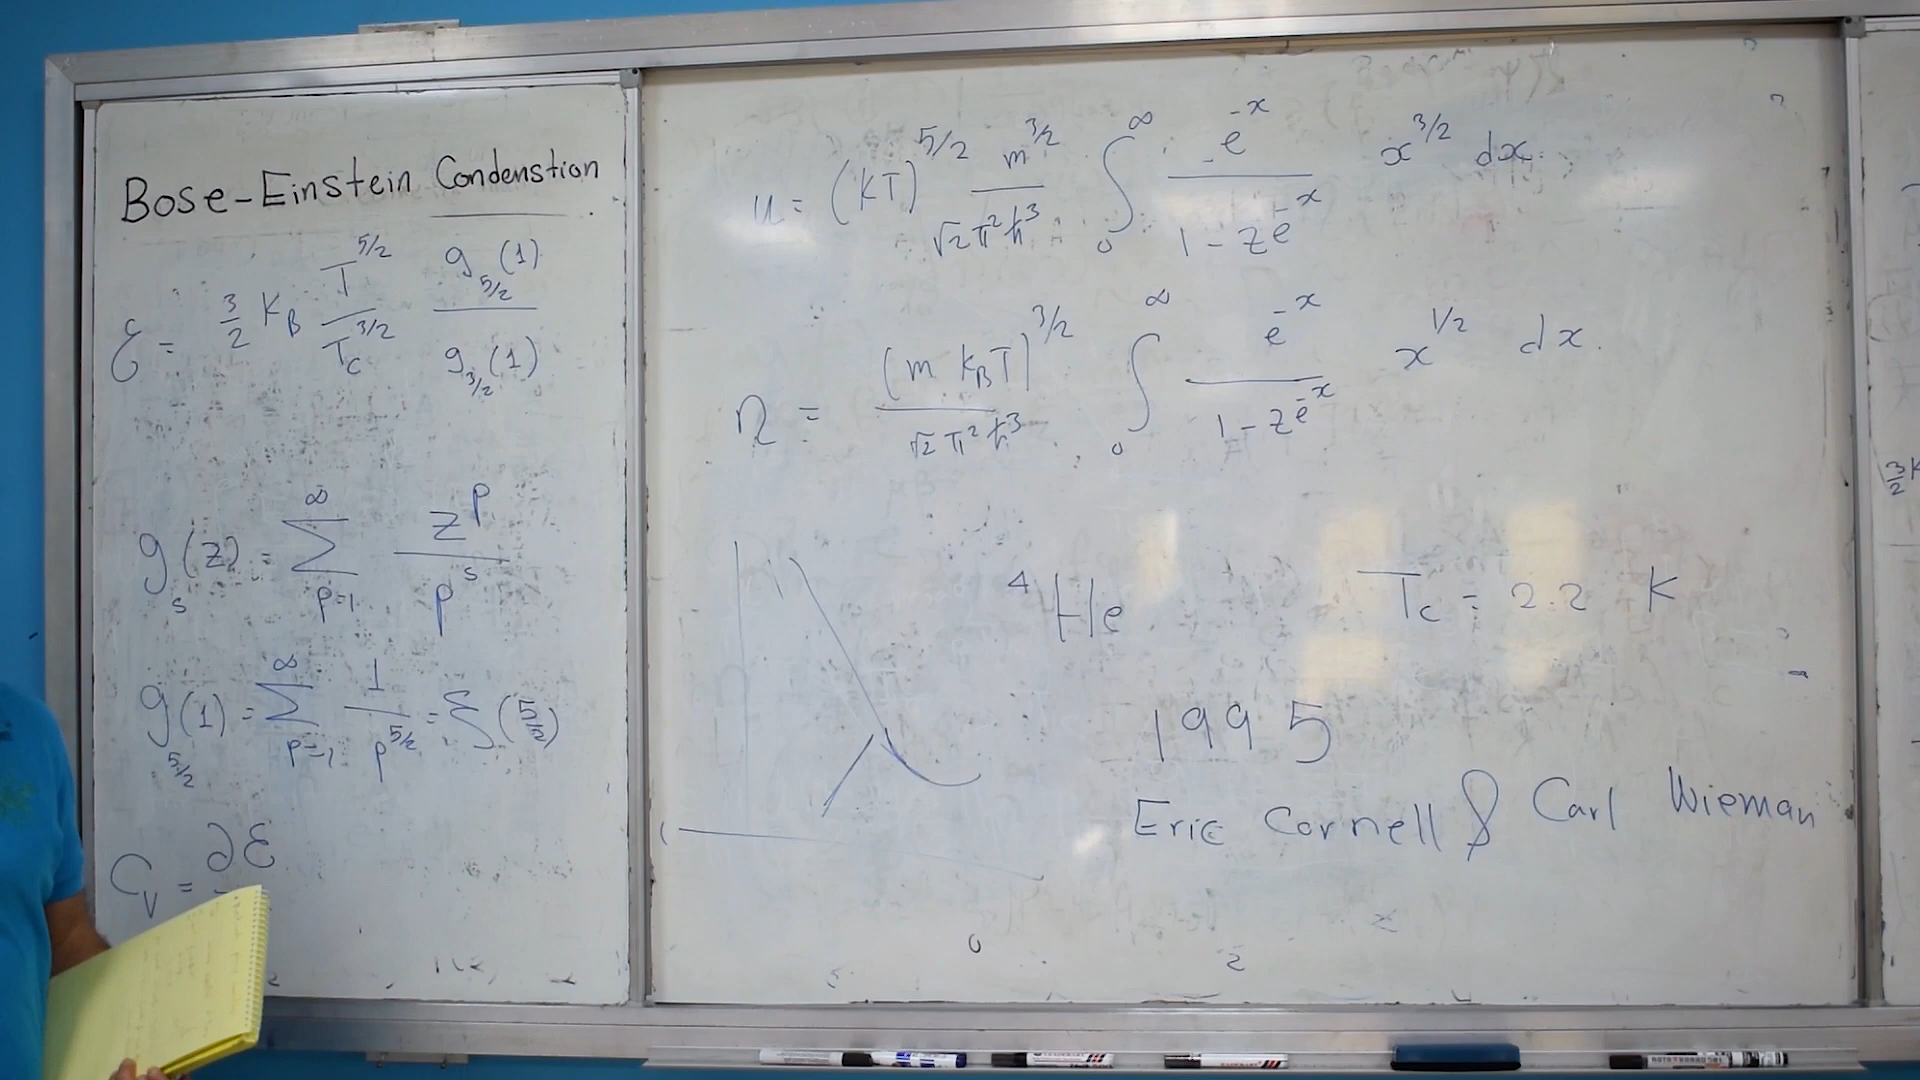 Bose-Einstein Condenstion
ε = 3/2 K_B T^5/2 / T_c^3/2 g_5/2(1) / g_3/2(1)
g_s(z) = ∑_{p=1}^∞ z^p / p^s
g_5/2(1) = ∑_{p=1}^∞ 1 / p^5/2 = ξ(5/2)
C_V = ∂ε
u = (KT)^5/2 m^3/2 / √2 π² ħ³ ∫_0^∞ e^-x / 1 - z e^-x x^3/2 dx
n = (m k_B T)^3/2 / √2 π² ħ³ ∫_0^∞ e^-x / 1 - z e^-x x^1/2 dx.
⁴He T_c = 2.2 K
1995
Eric Cornell & Carl Wieman
3/2 K